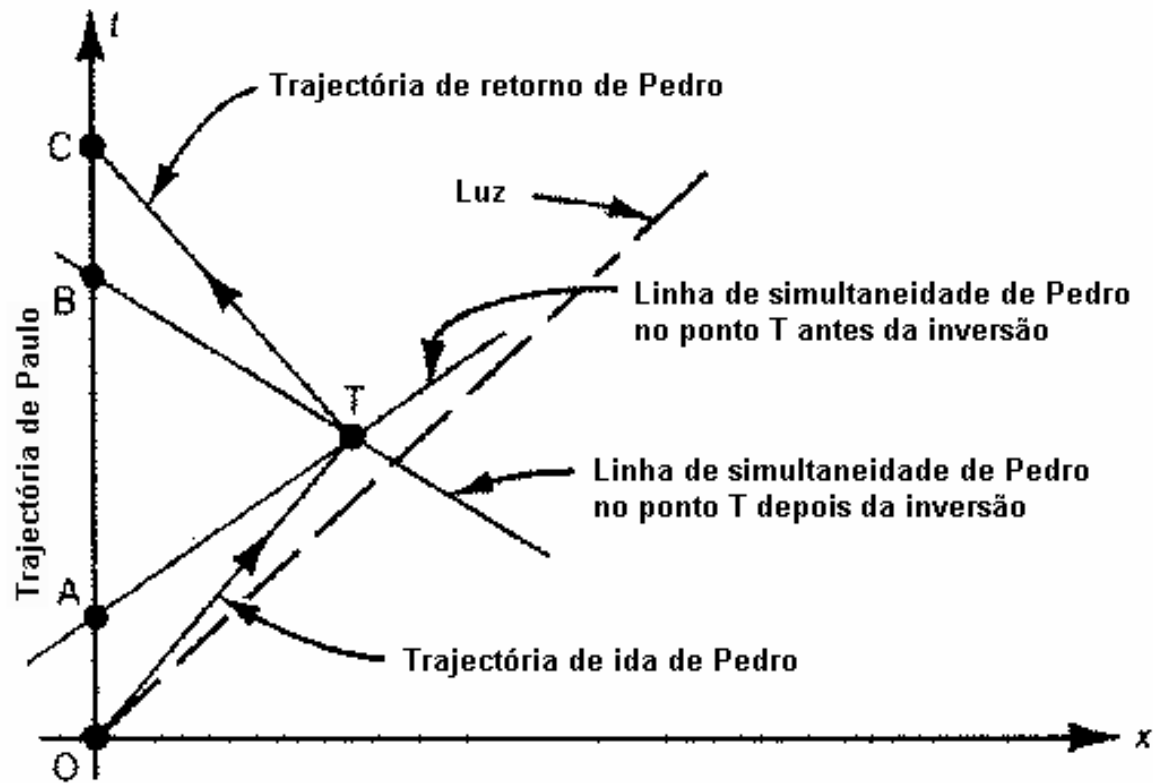 t
Trajectória de retorno de Pedro
C
Luz
B
Linha de simultaneidade de Pedro
no ponto T antes da inversão
T
Linha de simultaneidade de Pedro
no ponto T depois da inversão
Trajectória de Paulo
A
Trajectória de ida de Pedro
O
x